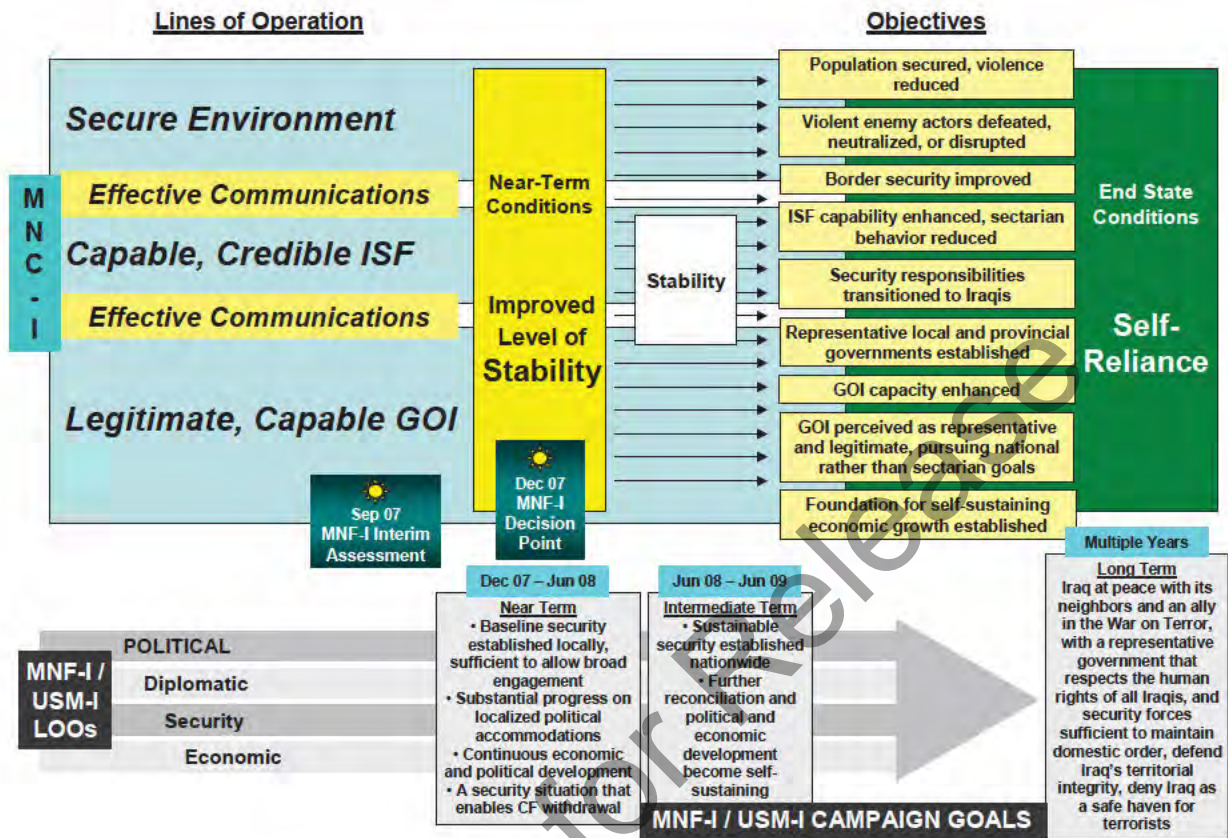 Lines of Operation
Objectives
Secure Environment
Effective Communications
Capable, Credible ISF
Effective Communications
Legitimate, Capable GOI
M
N
C
-
I
Near-Term
Conditions
Improved
Level of
Stability
Stability
Population secured, violence
reduced
Violent enemy actors defeated,
neutralized, or disrupted
Border security improved
ISF capability enhanced, sectarian
behavior reduced
Security responsibilities
transitioned to Iraqis
Representative local and provincial
governments established
GOI capacity enhanced
GOI perceived as representative
and legitimate, pursuing national
rather than sectarian goals
Foundation for self-sustaining
economic growth established
End State
Conditions
Self-
Reliance
Sep 07
MNF-I Interim
Assessment
Dec 07
MNF-I
Decision
Point
MNF-I /
USM-I
LOOs
POLITICAL
Diplomatic
Security
Economic
Dec 07 – Jun 08
Near Term
• Baseline security
established locally,
sufficient to allow broad
engagement
• Substantial progress on
localized political
accommodations
• Continuous economic
and political development
• A security situation that
enables CF withdrawal
Jun 08 – Jun 09
Intermediate Term
• Sustainable
security established
nationwide
• Further
reconciliation and
political and
economic
development
become self-
sustaining
Multiple Years
Long Term
Iraq at peace with its
neighbors and an ally
in the War on Terror,
with a representative
government that
respects the human
rights of all Iraqis, and
security forces
sufficient to maintain
domestic order, defend
Iraq's territorial
integrity, deny Iraq as
a safe haven for
terrorists
MNF-I / USM-I CAMPAIGN GOALS
for Release